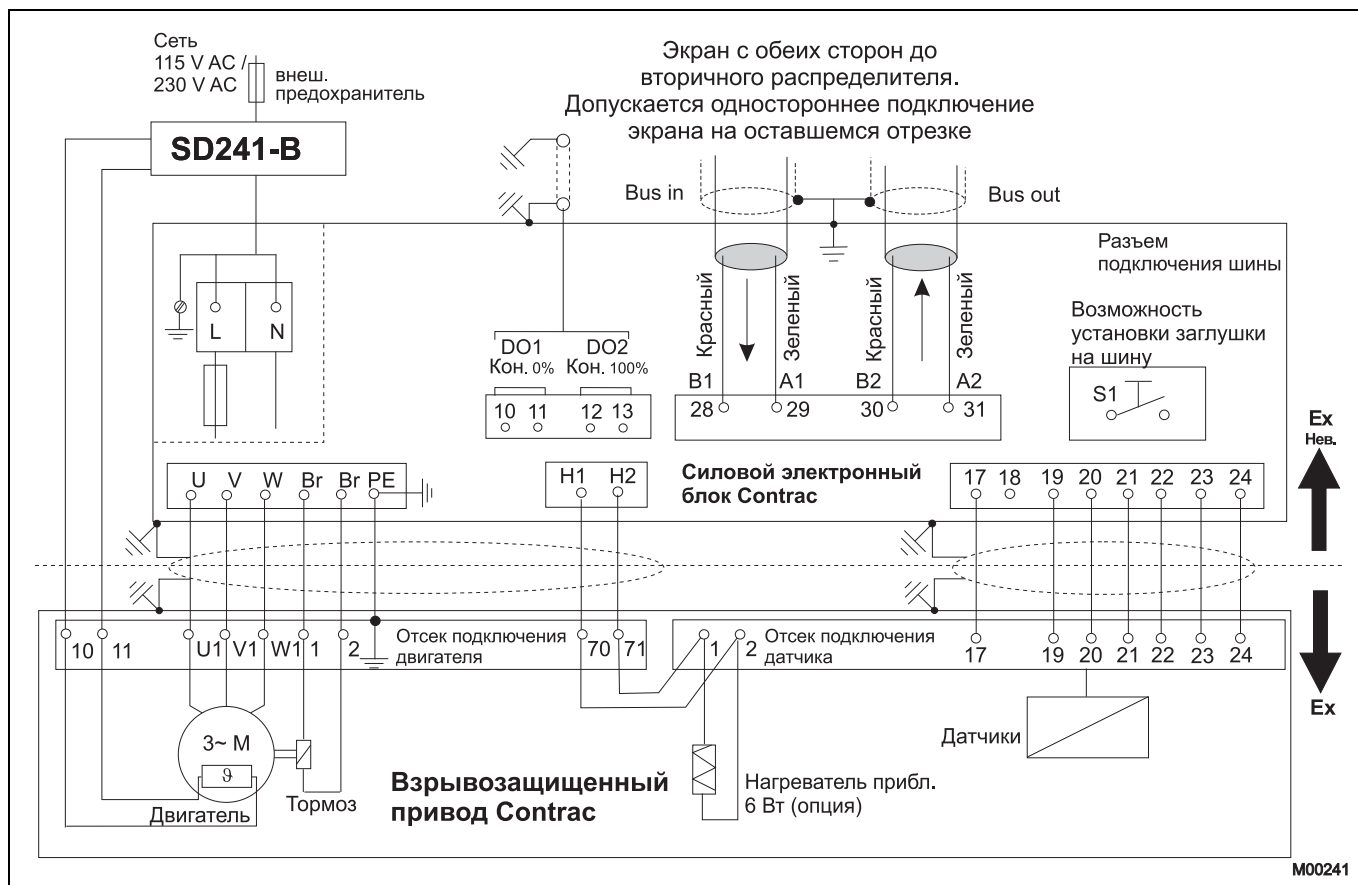 Сеть
115 V AC /
230 V AC
внеш.
предохранитель
SD241-B
Экран с обеих сторон до
вторичного распределителя.
Допускается одностороннее подключение
экрана на оставшемся отрезке
Bus in
Bus out
Разъем
подключения шины
Возможность
установки заглушки
на шину
S1
L N
DO1 DO2
Кон. 0% Кон. 100%
10 11 12 13
Красный
Зеленый
Красный
Зеленый
B1 A1 B2 A2
28 29 30 31
Ex
Нев.
U V W Br Br PE
H1 H2
Силовой электронный
блок Contrac
17 18 19 20 21 22 23 24
10 11 U1 V1 W1 1 2
Отсек подключения
двигателя
70 71
1 2
Отсек подключения
датчика
17 19 20 21 22 23 24
Ex
3~ M
ϑ
Двигатель
Тормоз
Взрывозащищенный
привод Contrac
Нагреватель прибл.
6 Вт (опция)
Датчики
M00241